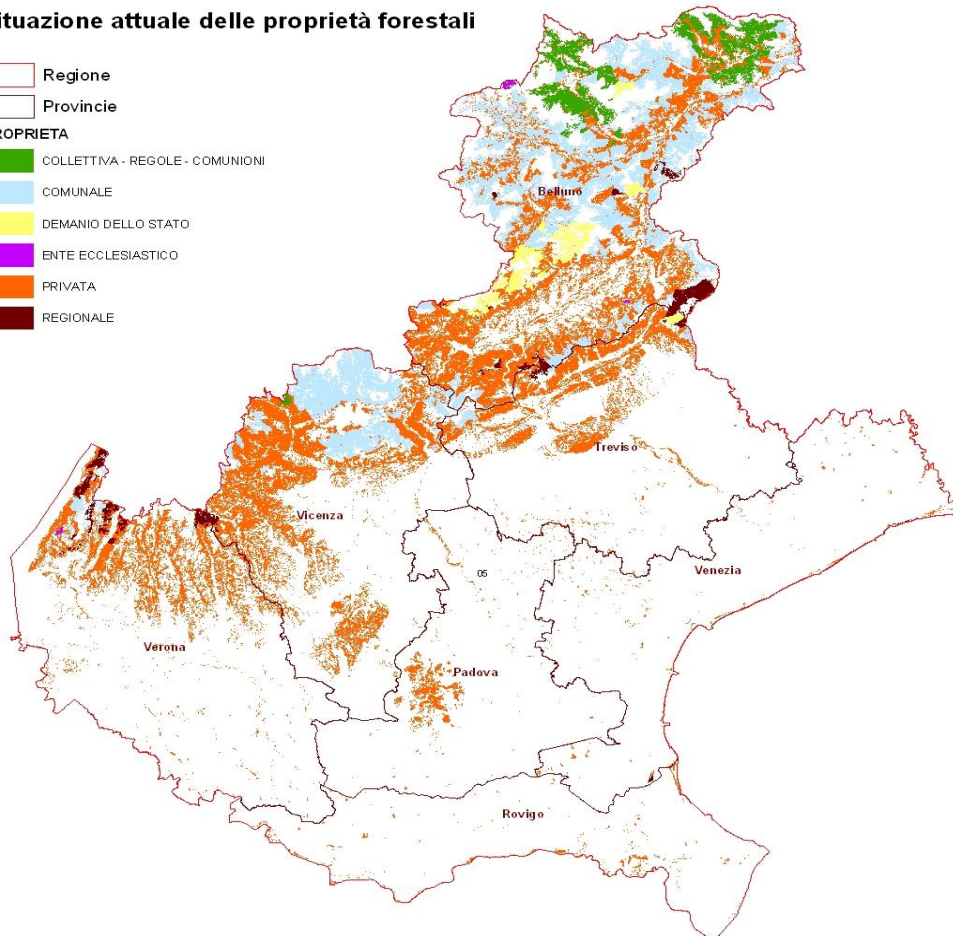 ituazione attuale delle proprietà forestali
Regione
Provincie
ROPRIETA
COLLETTIVA - REGOLE - COMUNIONI
COMUNALE
DEMANIO DELLO STATO
ENTE ECCLESIASTICO
PRIVATA
REGIONALE
Belluno
Treviso
Vicenza
05
Venezia
Verona
Padova
Rovigo